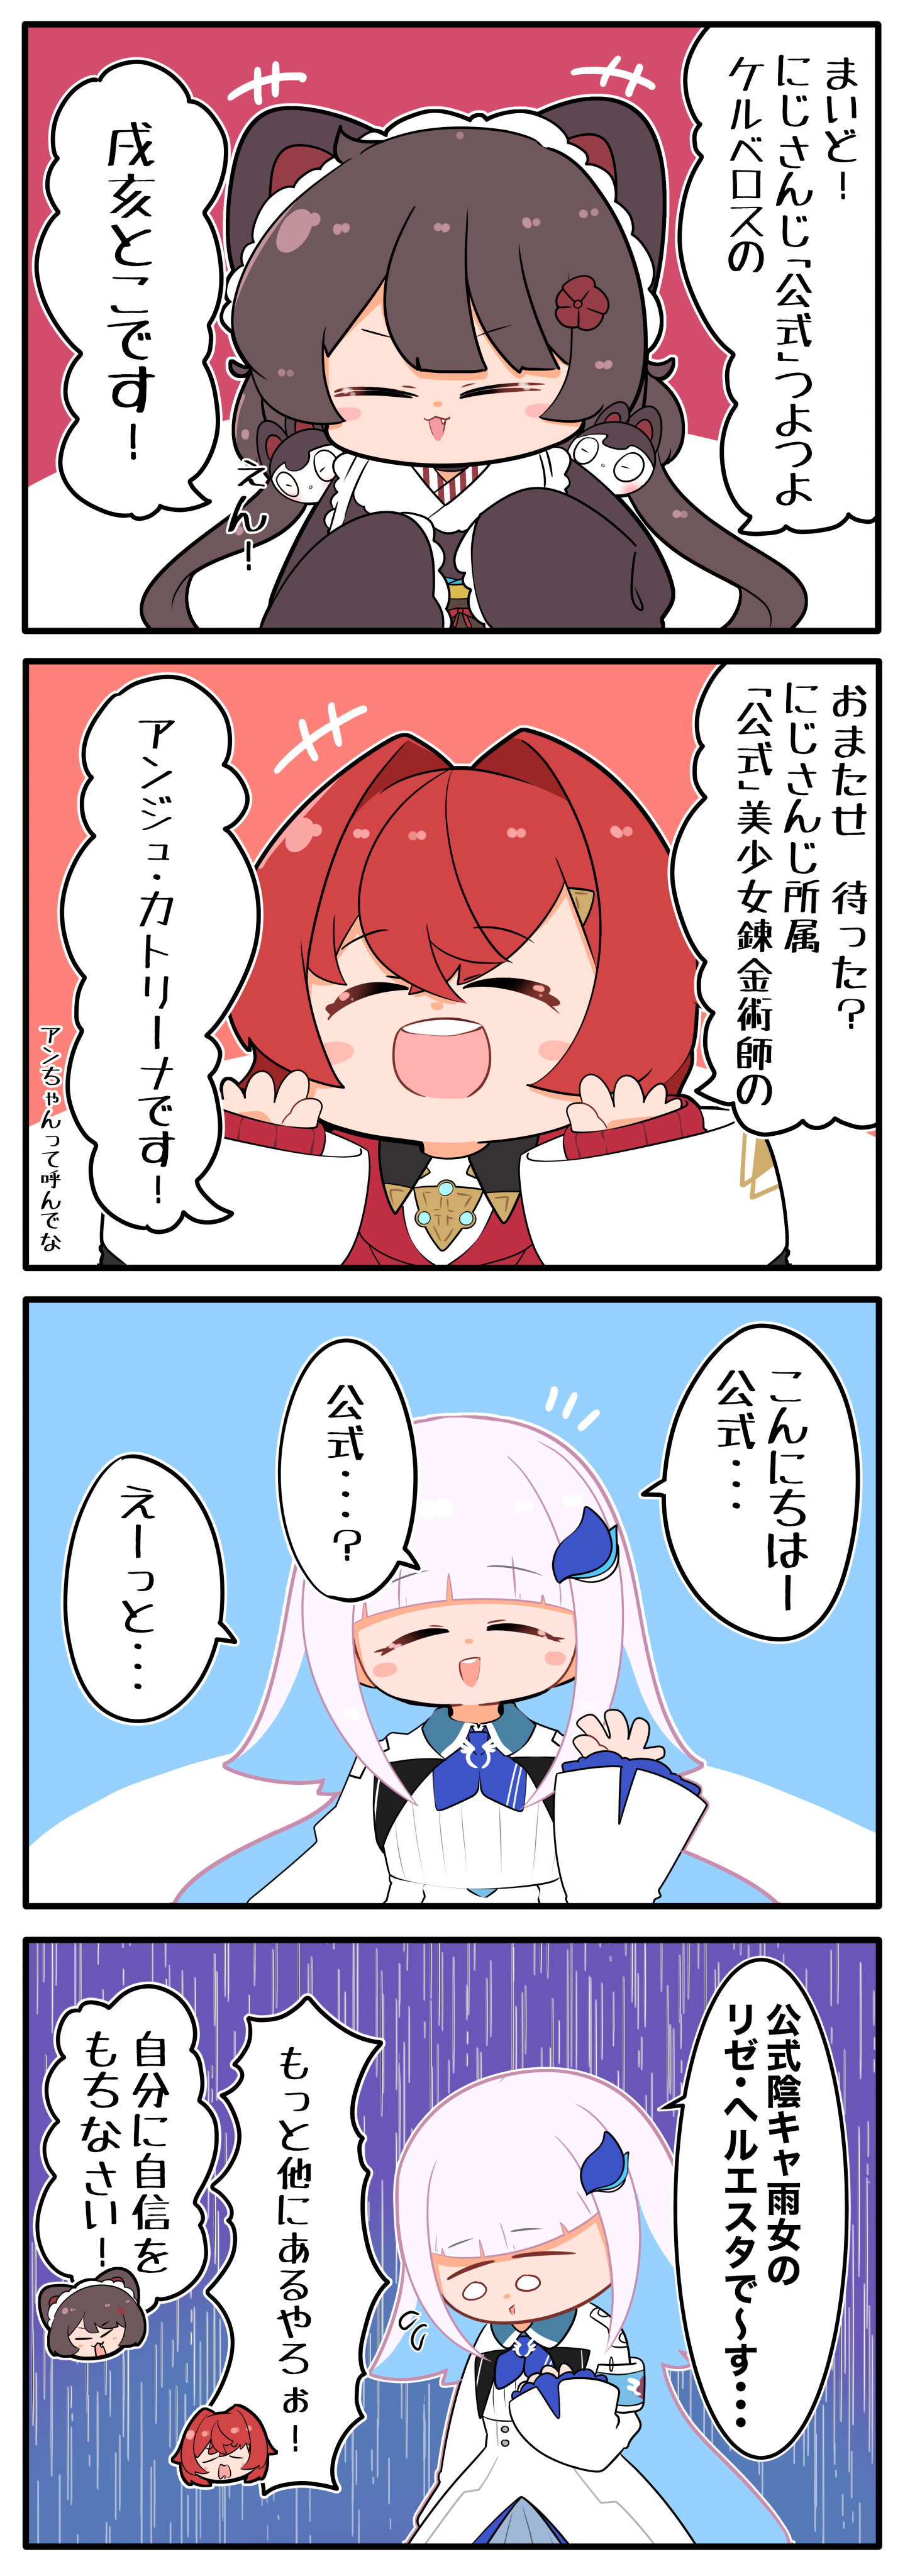 まいど！
にじさんじ「公式」つよつよ
ケルベロスの
戌亥とこです！
えん！
おまたせ 待った？
にじさんじ所属
「公式」美少女錬金術師の
アンジュ・カトリーナです！
アンちゃんって呼んでな
こんにちはー
公式・・・
公式・・・・？
えーっと・・・
公式陰キャ雨女の
リゼ・ヘルエスタで～す・・・
もっと他にあるやろぉ！
自分に自信を
もちなさい！